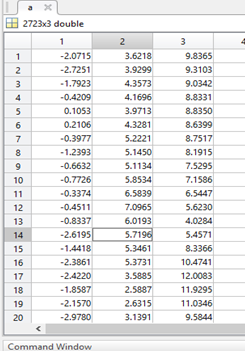 a
2723x3 double
1 2 3 4
1 -2.0715 3.6218 9.8365
2 -2.7251 3.9299 9.3103
3 -1.7923 4.3573 9.0342
4 -0.4209 4.1696 8.8331
5 0.1053 3.9713 8.8350
6 0.2106 4.3281 8.6399
7 -0.3977 5.2221 8.7517
8 -1.2393 5.1450 8.1915
9 -0.6632 5.1134 7.5295
10 -0.7726 5.8534 7.1586
11 -0.3374 6.5839 6.5447
12 -0.4511 7.0965 5.6230
13 -0.8337 6.0193 4.0284
14 -2.6195 5.7196 5.4571
15 -1.4418 5.3461 8.3366
16 -2.3861 5.3731 10.4741
17 -2.4220 3.5885 12.0083
18 -1.8587 2.5887 11.9295
19 -2.1570 2.6315 11.0346
20 -2.9780 3.1391 9.5844
Command Window